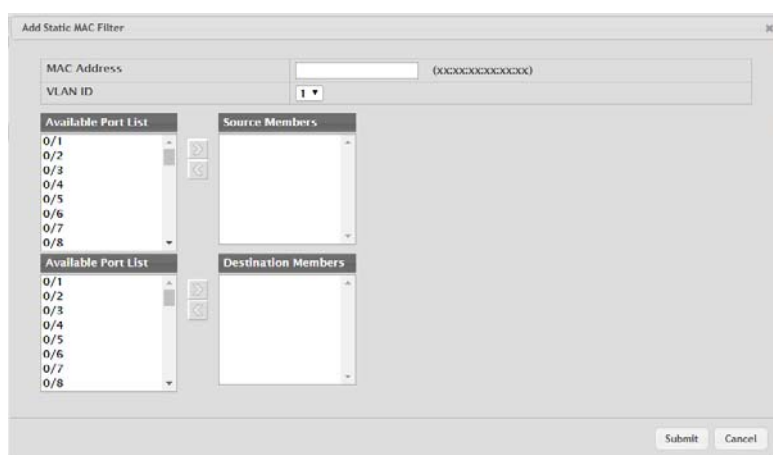 Add Static MAC Filter
MAC Address (xx:xx:xx:xx:xx:xx)
VLAN ID 1
Available Port List Source Members
0/1
0/2
0/3
0/4
0/5
0/6
0/7
0/8
Available Port List Destination Members
0/1
0/2
0/3
0/4
0/5
0/6
0/7
0/8
Submit Cancel